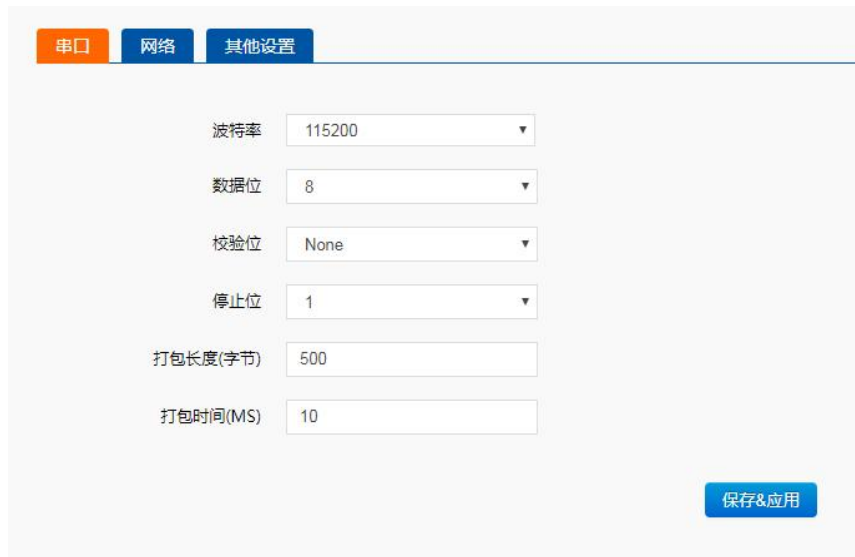 串口 网络 其他设置
波特率 115200
数据位 8
校验位 None
停止位 1
打包长度(字节) 500
打包时间(MS) 10
保存&应用